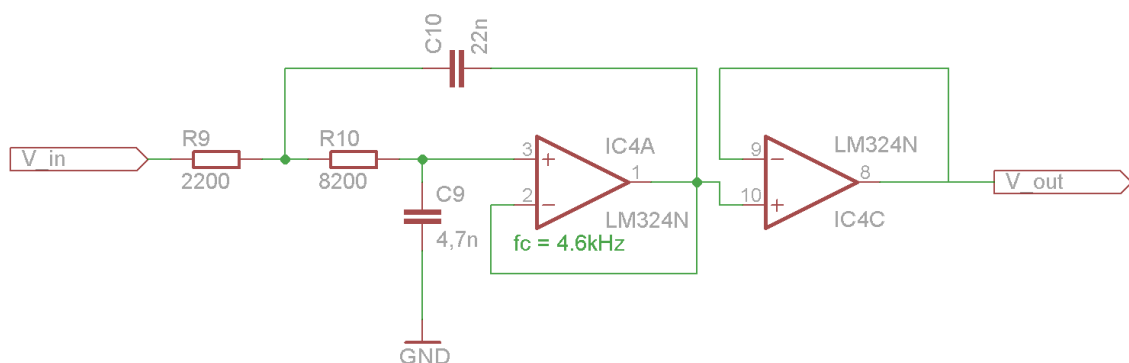 C10
22n
V_in
R9
2200
R10
8200
C9
4,7n
GND
3
2
1
IC4A
LM324N
fc = 4.6kHz
9
10
8
LM324N
IC4C
V_out